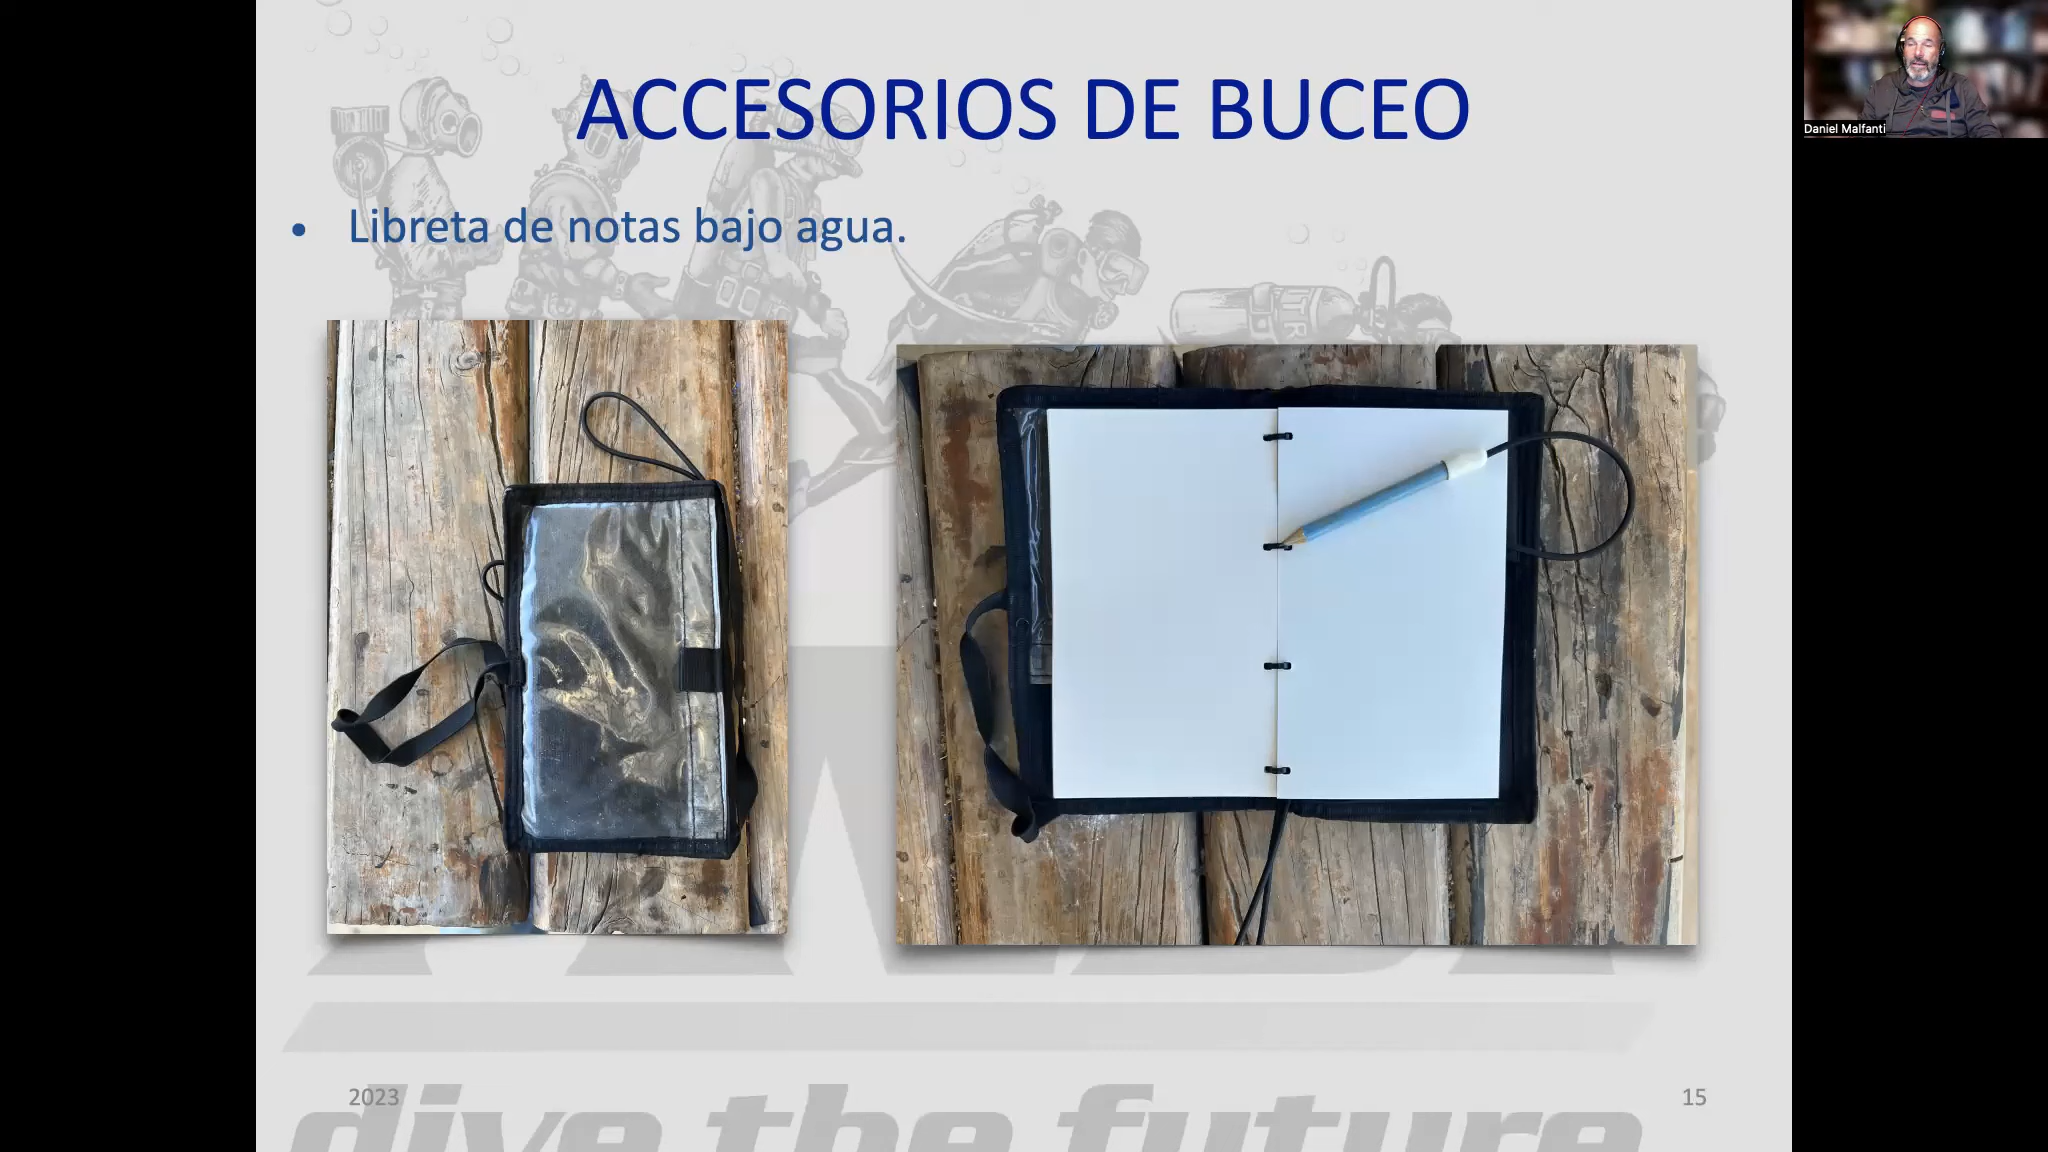 ACCESORIOS DE BUCEO
Daniel Malfanti
• Libreta de notas bajo agua.
dive the future
2023
15